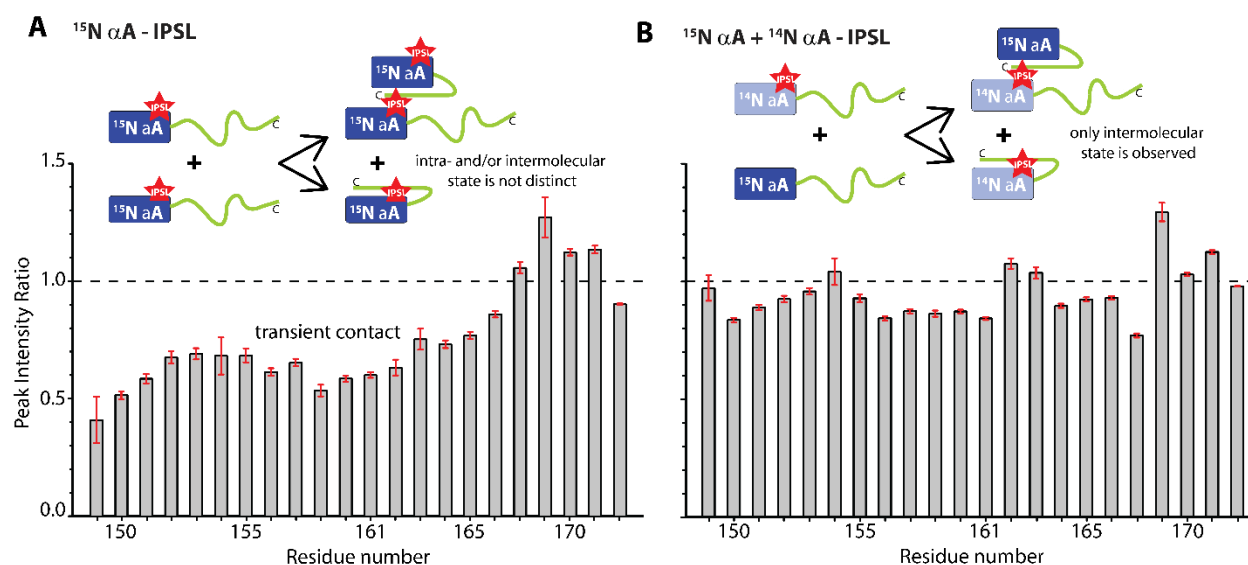 A ¹⁵N αA - IPSL
IPSL
¹⁵N aA
C
+
IPSL
¹⁵N aA
C
IPSL
¹⁵N aA
C
IPSL
¹⁵N aA
C
+
C
IPSL
¹⁵N aA
intra- and/or intermolecular
state is not distinct
transient contact
Peak Intensity Ratio
1.5
1.0
0.5
0.0
150 155 161 165 170
Residue number
B ¹⁵N αA + ¹⁴N αA - IPSL
IPSL
¹⁴N aA
C
+
¹⁵N aA
C
¹⁵N aA
C
IPSL
¹⁴N aA
C
+
C
IPSL
¹⁴N aA
only intermolecular
state is observed
150 155 161 165 170
Residue number